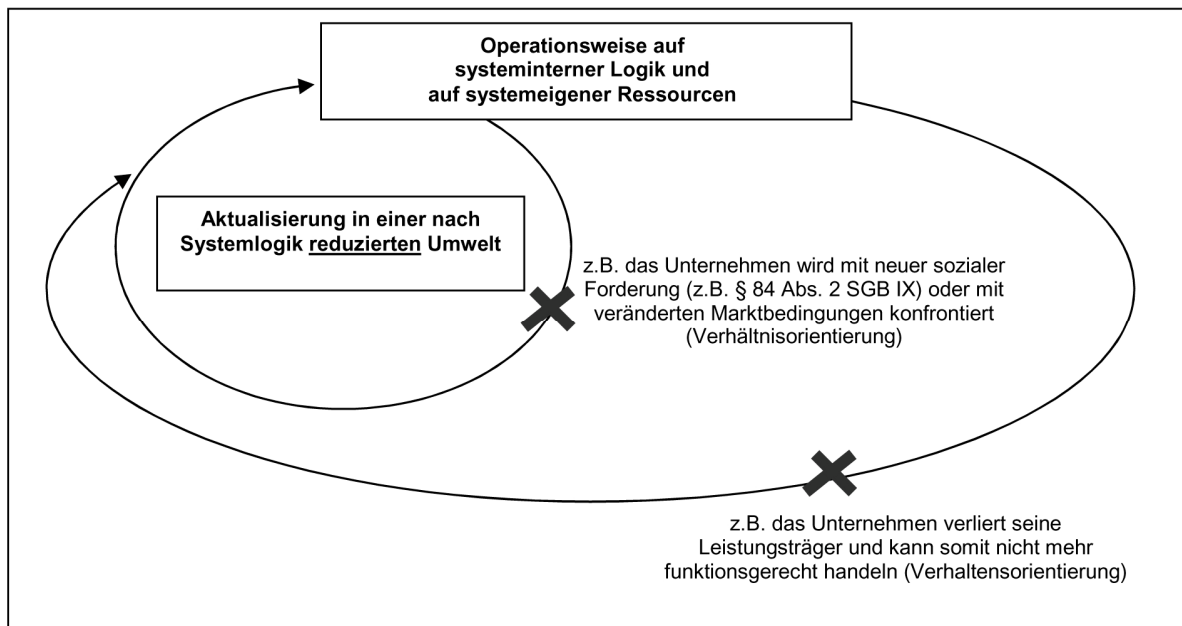 Operationsweise auf
systeminterner Logik und
auf systemeigener Ressourcen
Aktualisierung in einer nach
Systemlogik reduzierten Umwelt
z.B. das Unternehmen wird mit neuer sozialer
Forderung (z.B. § 84 Abs. 2 SGB IX) oder mit
veränderten Marktbedingungen konfrontiert
(Verhältnisorientierung)
z.B. das Unternehmen verliert seine
Leistungsträger und kann somit nicht mehr
funktionsgerecht handeln (Verhaltensorientierung)